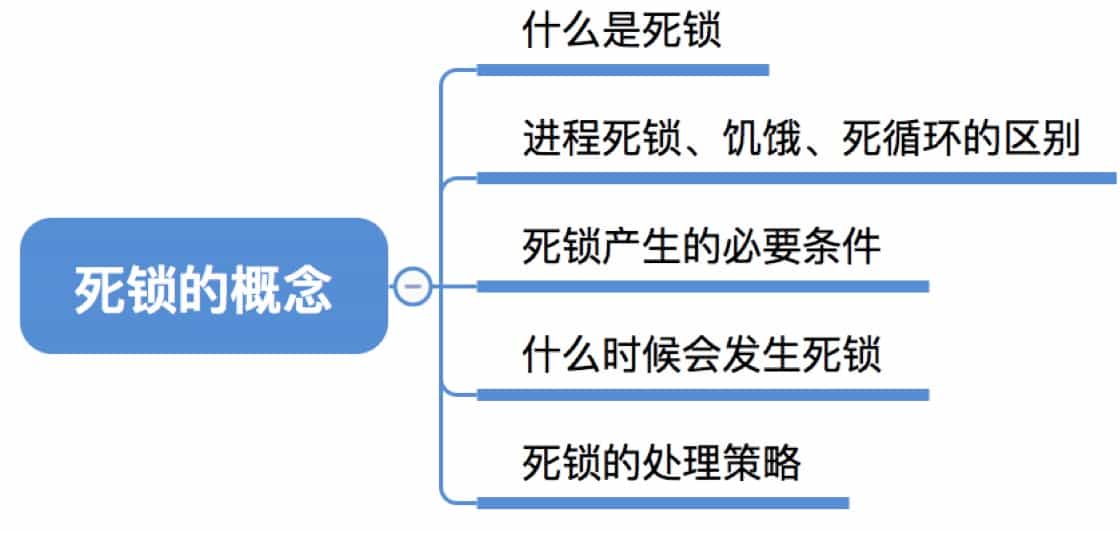 什么是死锁
进程死锁、饥饿、死循环的区别
死锁产生的必要条件
死锁的概念
什么时候会发生死锁
死锁的处理策略